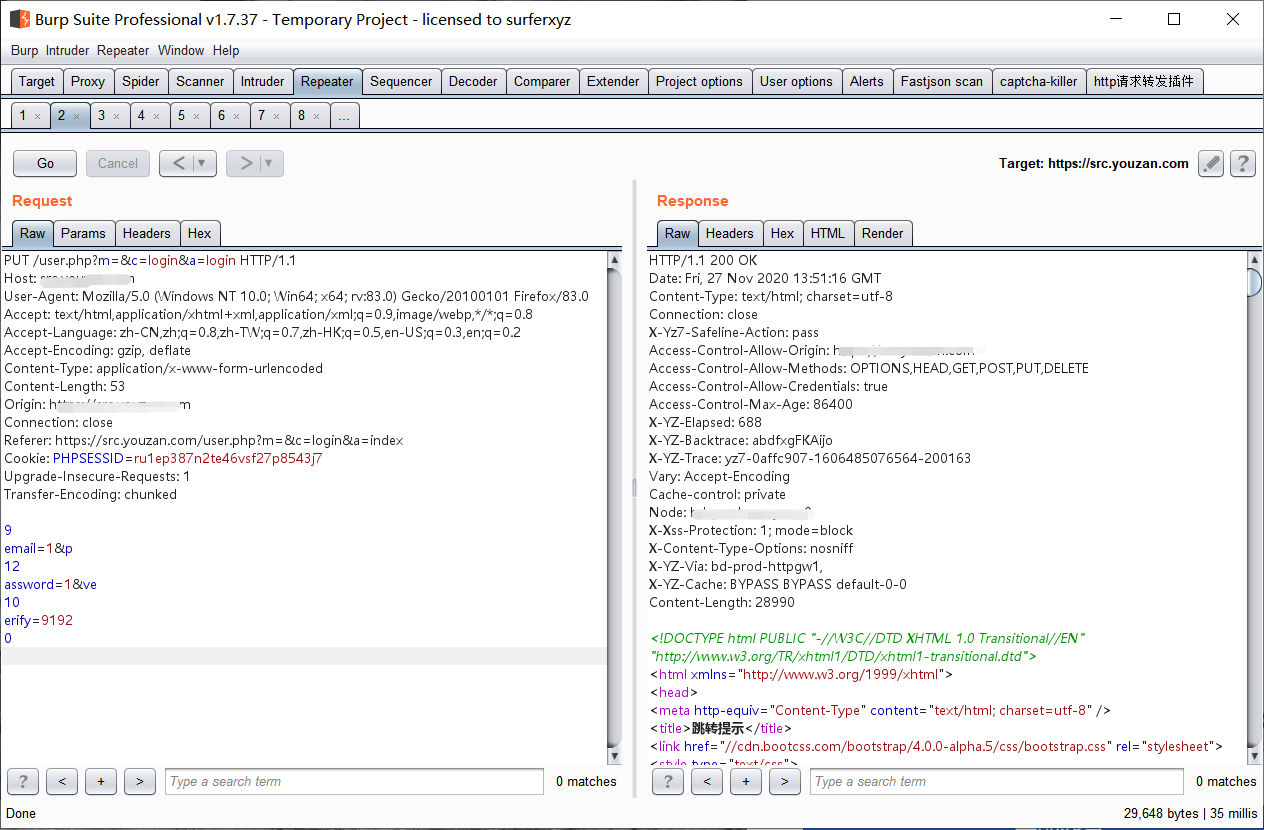 Burp Suite Professional v1.7.37 - Temporary Project - licensed to surferxyz
Burp Intruder Repeater Window Help
Target Proxy Spider Scanner Intruder Repeater Sequencer Decoder Comparer Extender Project options User options Alerts Fastjson scan captcha-killer http请求转发插件
1 × 2 × 3 × 4 × 5 × 6 × 7 × 8 × ...
Go Cancel < ▼ > ▼ Target: https://src.youzan.com ?
Request
Raw Params Headers Hex
PUT /user.php?m=&c=login&a=login HTTP/1.1
Host:
User-Agent: Mozilla/5.0 (Windows NT 10.0; Win64; x64; rv:83.0) Gecko/20100101 Firefox/83.0
Accept: text/html,application/xhtml+xml,application/xml;q=0.9,image/webp,*/*;q=0.8
Accept-Language: zh-CN,zh;q=0.8,zh-TW;q=0.7,zh-HK;q=0.5,en-US;q=0.3,en;q=0.2
Accept-Encoding: gzip, deflate
Content-Type: application/x-www-form-urlencoded
Content-Length: 53
Origin:
Connection: close
Referer: https://src.youzan.com/user.php?m=&c=login&a=index
Cookie: PHPSESSID=ru1ep387n2te46vsf27p8543j7
Upgrade-Insecure-Requests: 1
Transfer-Encoding: chunked
9
email=1&p
12
assword=1&ve
10
erify=9192
0
? < + > Type a search term 0 matches
Response
Raw Headers Hex HTML Render
HTTP/1.1 200 OK
Date: Fri, 27 Nov 2020 13:51:16 GMT
Content-Type: text/html; charset=utf-8
Connection: close
X-Yz7-Safeline-Action: pass
Access-Control-Allow-Origin:
Access-Control-Allow-Methods: OPTIONS,HEAD,GET,POST,PUT,DELETE
Access-Control-Allow-Credentials: true
Access-Control-Max-Age: 86400
X-YZ-Elapsed: 688
X-YZ-Backtrace: abdfxgFKAijo
X-YZ-Trace: yz7-0affc907-1606485076564-200163
Vary: Accept-Encoding
Cache-control: private
Node:
X-Xss-Protection: 1; mode=block
X-Content-Type-Options: nosniff
X-YZ-Via: bd-prod-httpgw1,
X-YZ-Cache: BYPASS BYPASS default-0-0
Content-Length: 28990
<!DOCTYPE html PUBLIC "-//W3C//DTD XHTML 1.0 Transitional//EN"
"http://www.w3.org/TR/xhtml1/DTD/xhtml1-transitional.dtd">
<html xmlns="http://www.w3.org/1999/xhtml">
<head>
<meta http-equiv="Content-Type" content="text/html; charset=utf-8" />
<title>跳转提示</title>
<link href="//cdn.bootcss.com/bootstrap/4.0.0-alpha.5/css/bootstrap.css" rel="stylesheet">
<style type="text/css">
? < + > Type a search term 0 matches
Done 29,648 bytes | 35 millis